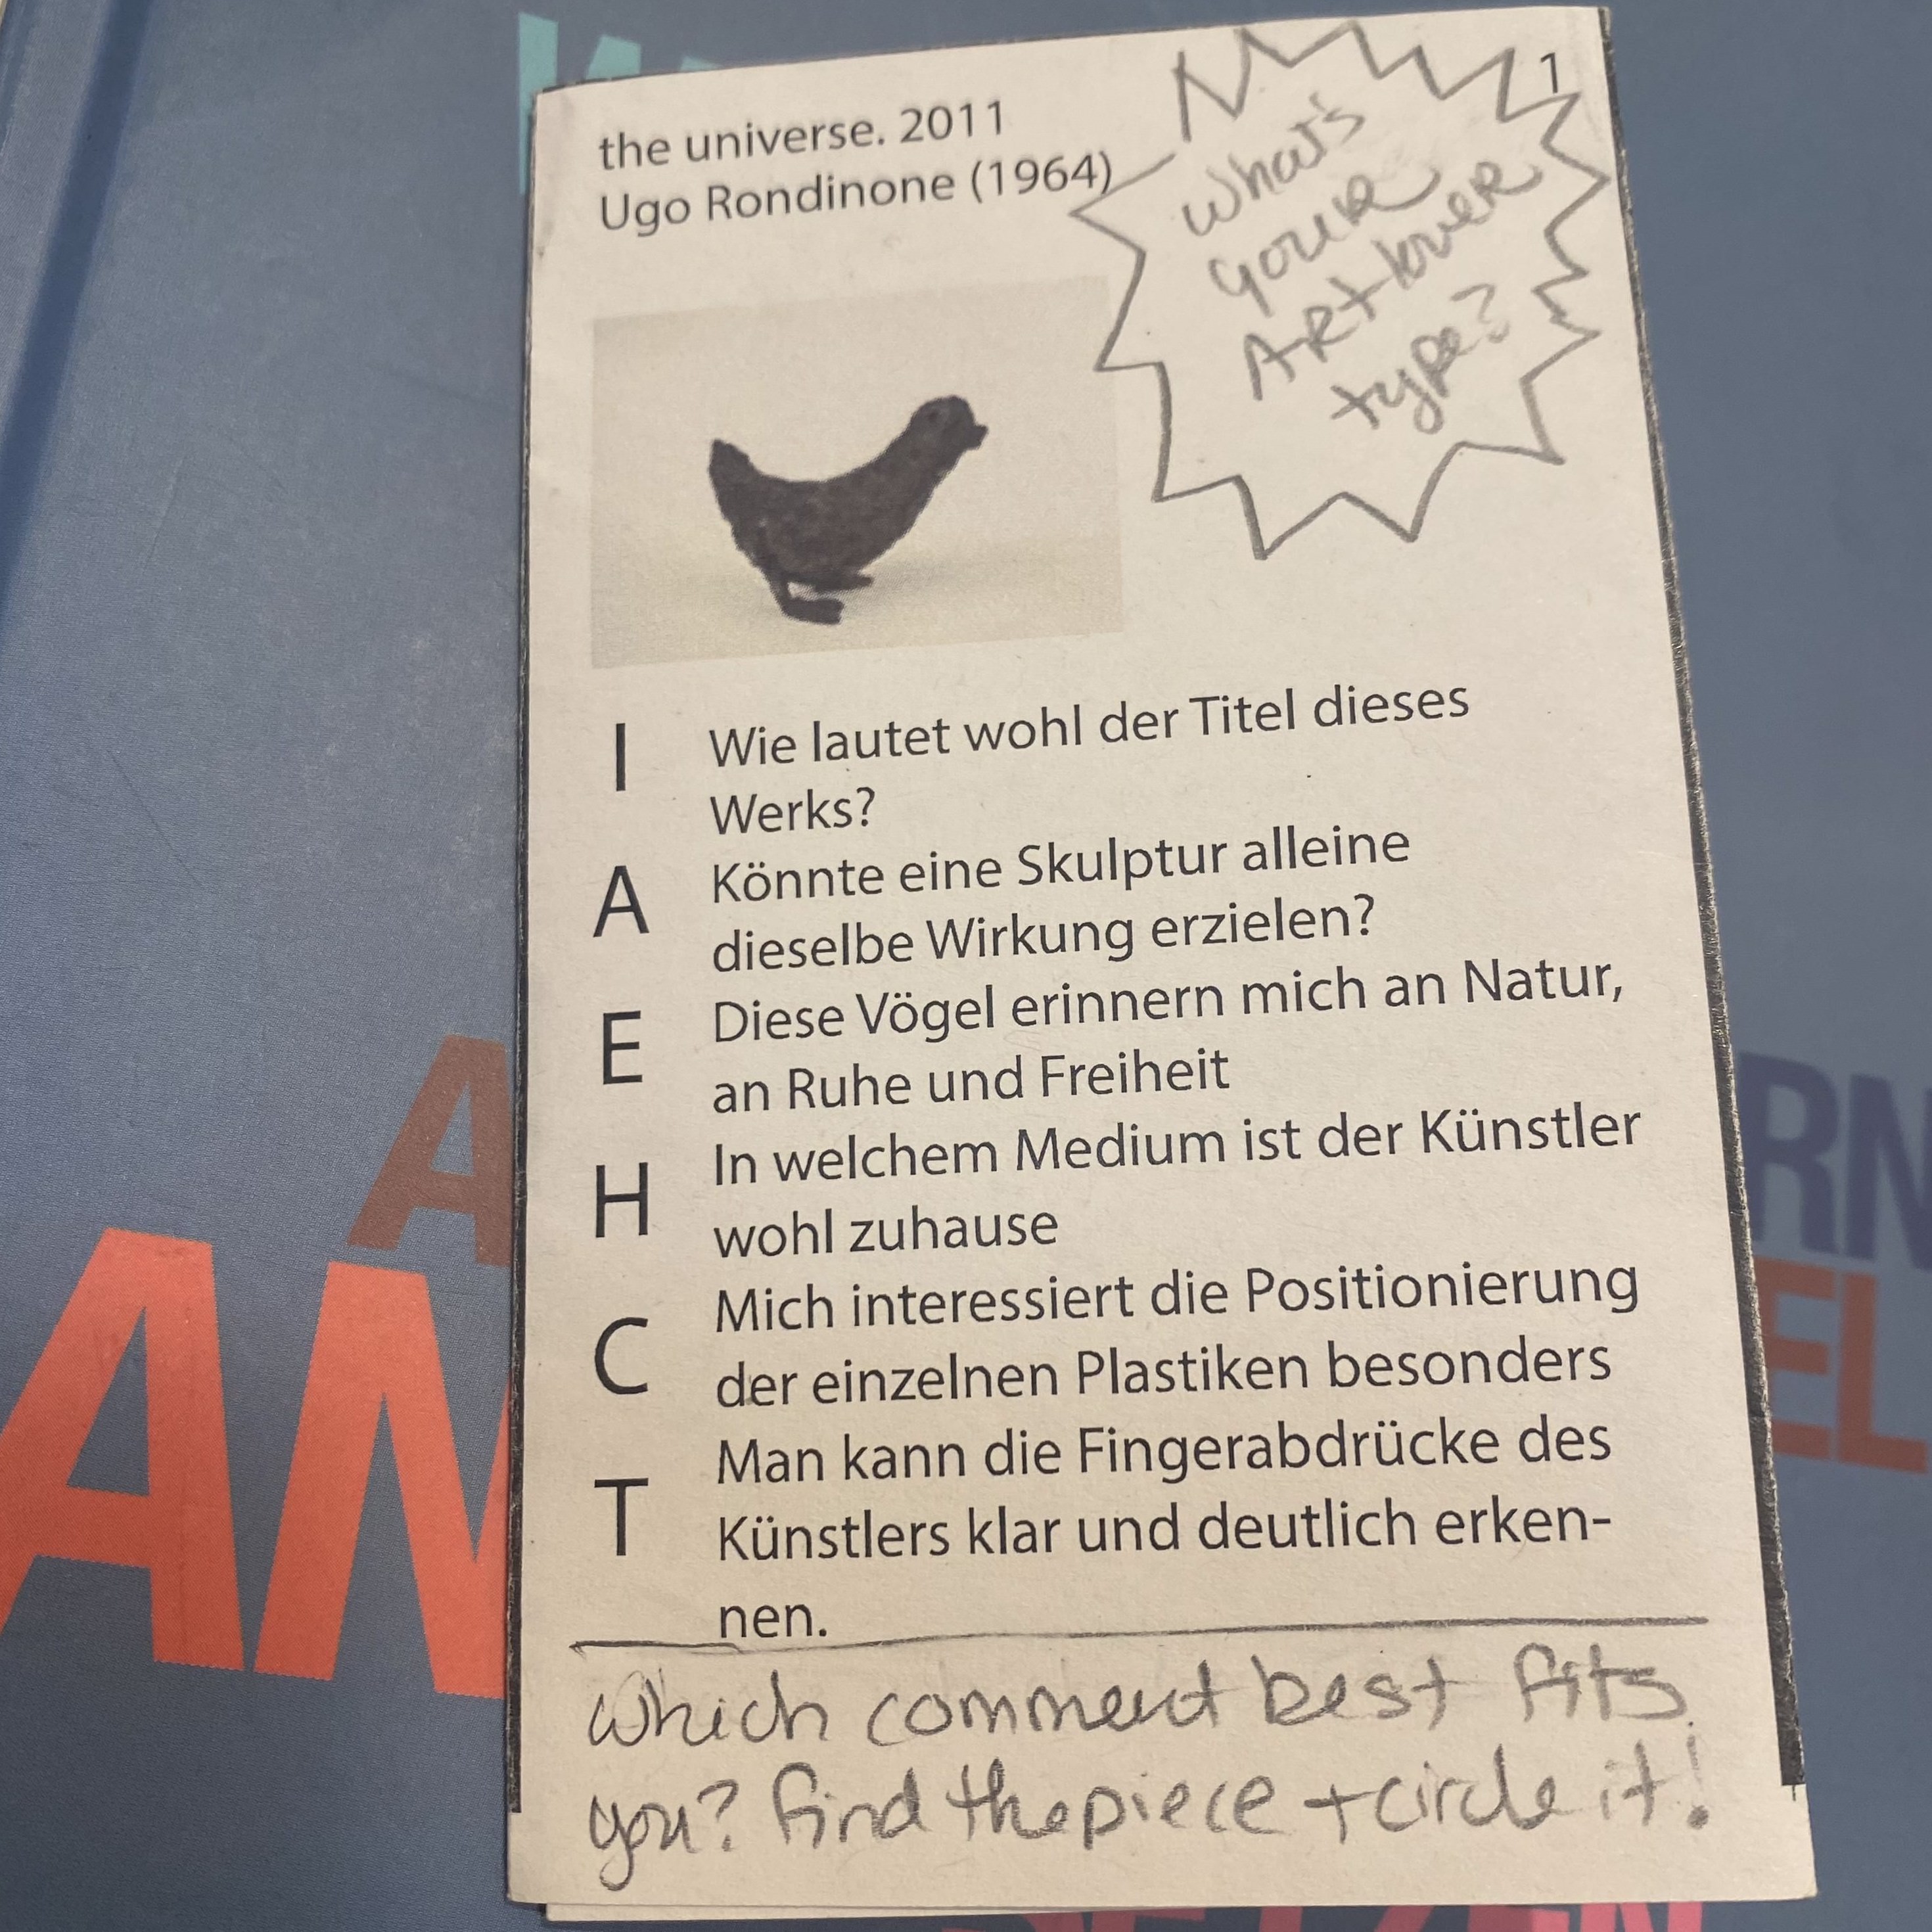 1
the universe. 2011
Ugo Rondinone (1964)
What's
your
ARt lover
type?
I Wie lautet wohl der Titel dieses
Werks?
A Könnte eine Skulptur alleine
dieselbe Wirkung erzielen?
E Diese Vögel erinnern mich an Natur,
an Ruhe und Freiheit
H In welchem Medium ist der Künstler
wohl zuhause
C Mich interessiert die Positionierung
der einzelnen Plastiken besonders
T Man kann die Fingerabdrücke des
Künstlers klar und deutlich erken-
nen.
Which comment best fits
you? Find the piece + circle it!